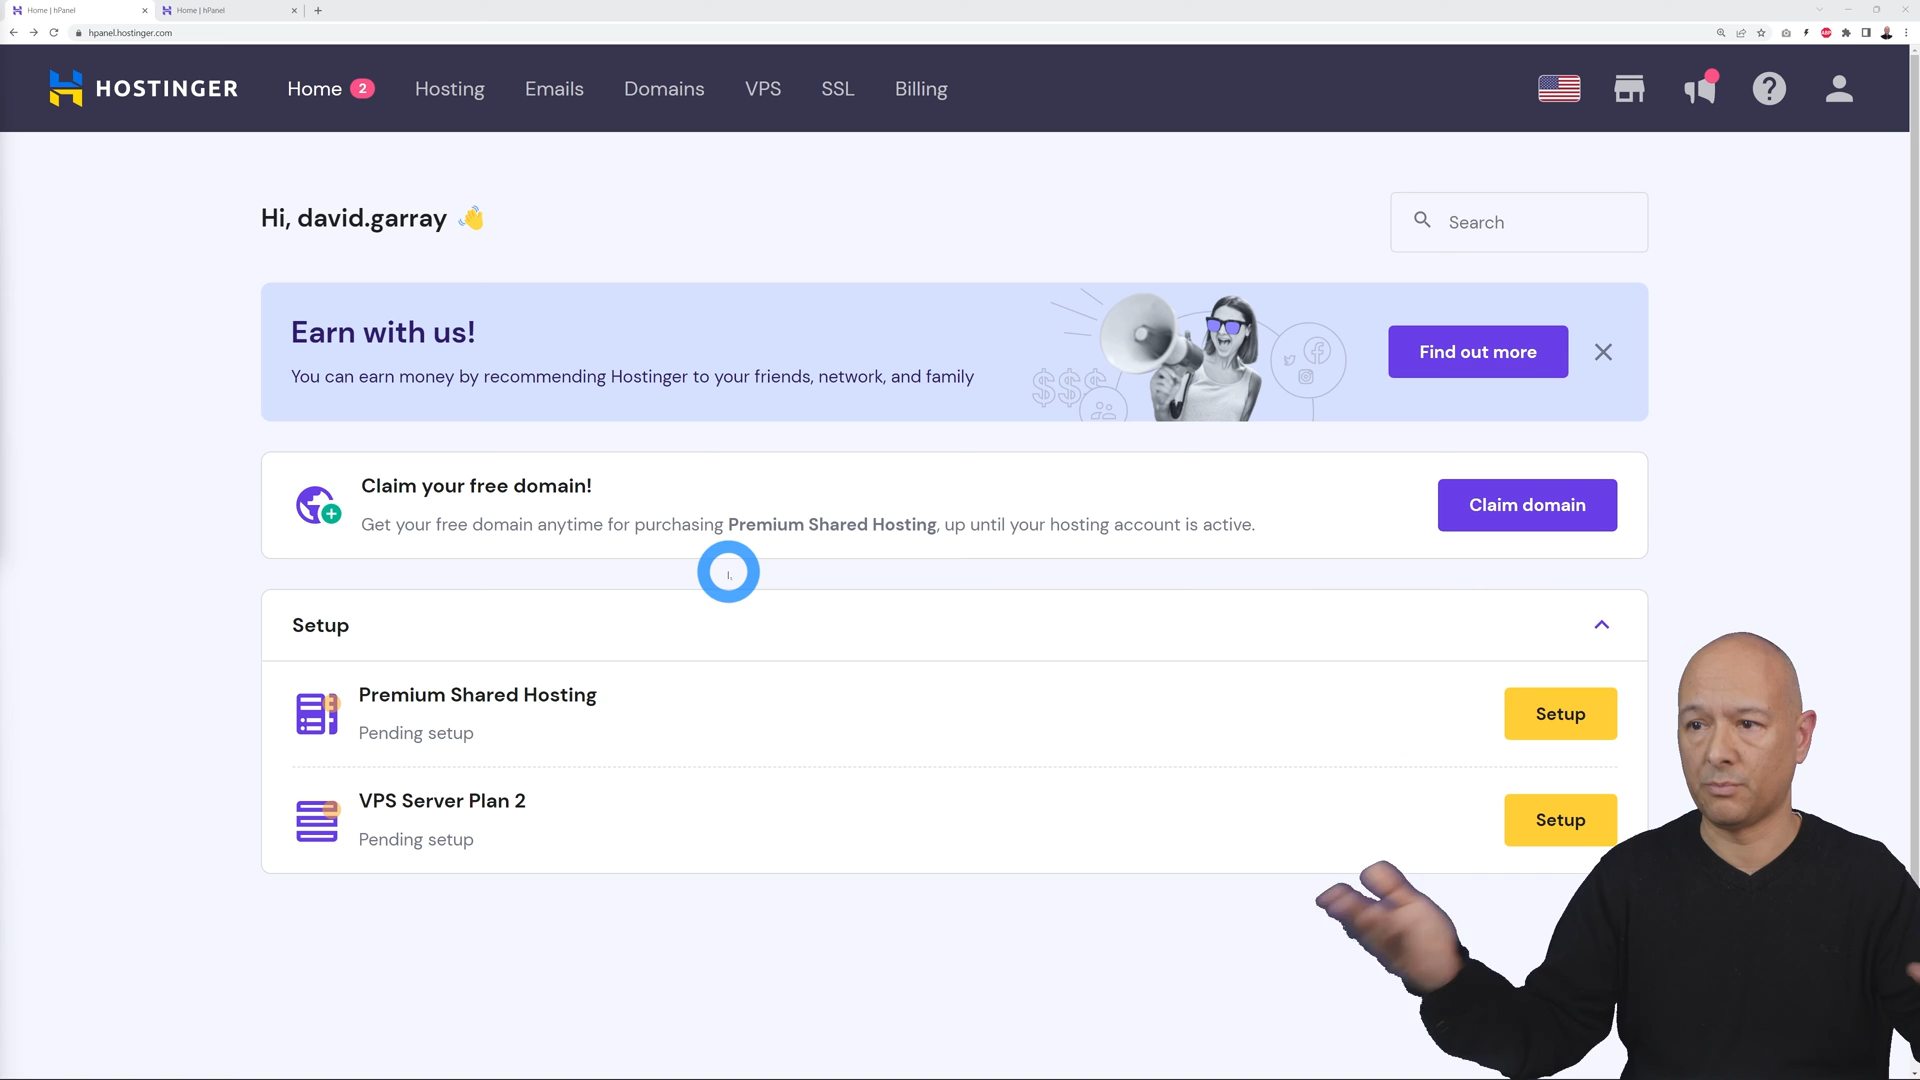 Home | hPanel
Home | hPanel
hpanel.hostinger.com
ABP
HOSTINGER
Home 2
Hosting
Emails
Domains
VPS
SSL
Billing
Hi, david.garray
Search
Earn with us!
You can earn money by recommending Hostinger to your friends, network, and family
$$$
Find out more
Claim your free domain!
Get your free domain anytime for purchasing Premium Shared Hosting, up until your hosting account is active.
Claim domain
Setup
Premium Shared Hosting
Pending setup
Setup
VPS Server Plan 2
Pending setup
Setup